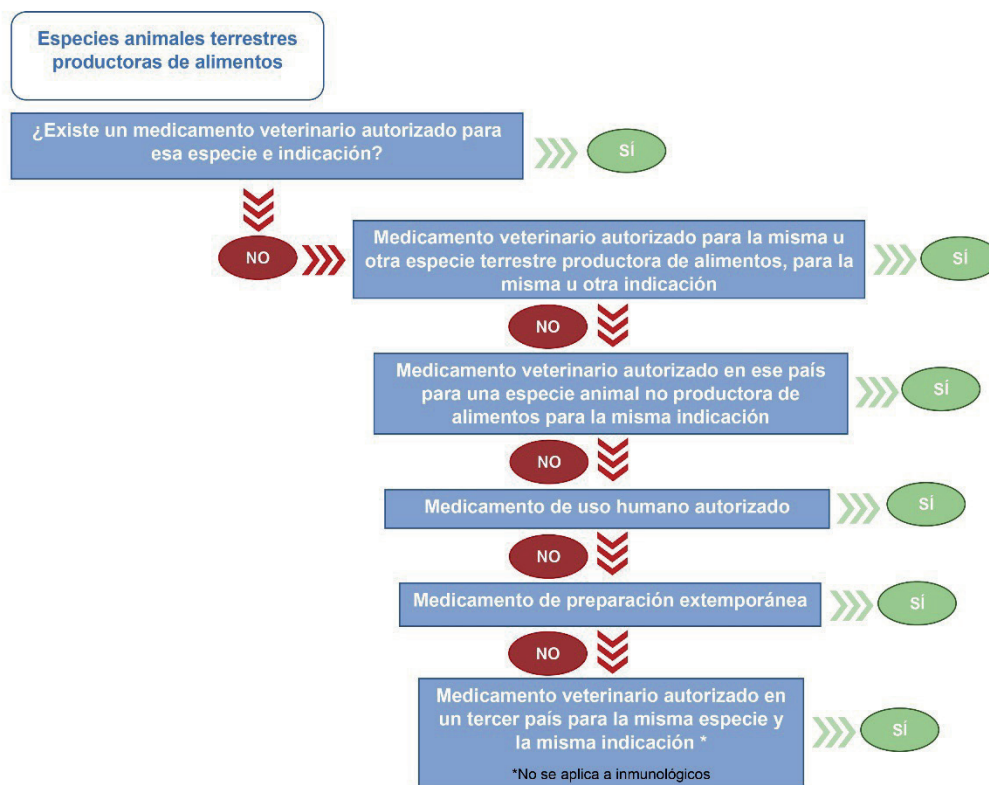 Especies animales terrestres
productoras de alimentos
¿Existe un medicamento veterinario autorizado para
esa especie e indicación?
SÍ
NO
Medicamento veterinario autorizado para la misma u
otra especie terrestre productora de alimentos, para la
misma u otra indicación
SÍ
NO
Medicamento veterinario autorizado en ese país
para una especie animal no productora de
alimentos para la misma indicación
SÍ
NO
Medicamento de uso humano autorizado
SÍ
NO
Medicamento de preparación extemporánea
SÍ
NO
Medicamento veterinario autorizado en
un tercer país para la misma especie y
la misma indicación *
SÍ
*No se aplica a inmunológicos